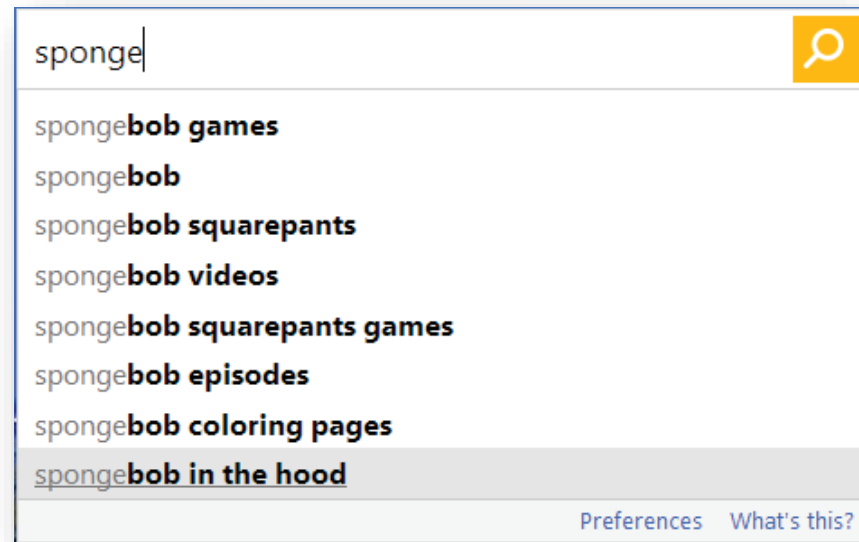 sponge
spongebob games
spongebob
spongebob squarepants
spongebob videos
spongebob squarepants games
spongebob episodes
spongebob coloring pages
spongebob in the hood
Preferences What's this?